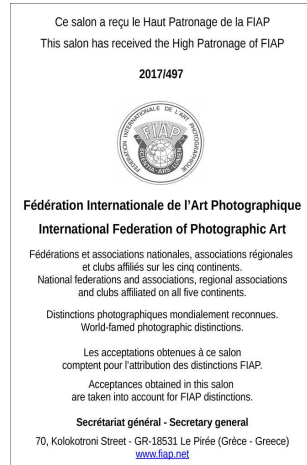 Ce salon a reçu le Haut Patronage de la FIAP
This salon has received the High Patronage of FIAP
2017/497
FÉDÉRATION INTERNATIONALE DE L'ART PHOTOGRAPHIQUE
FIAP
Fédération Internationale de l'Art Photographique
International Federation of Photographic Art
Fédérations et associations nationales, associations régionales
et clubs affiliés sur les cinq continents.
National federations and associations, regional associations
and clubs affiliated on all five continents.
Distinctions photographiques mondialement reconnues.
World-famed photographic distinctions.
Les acceptations obtenues à ce salon
comptent pour l'attribution des distinctions FIAP.
Acceptances obtained in this salon
are taken into account for FIAP distinctions.
Secrétariat général - Secretary general
70, Kolokotroni Street - GR-18531 Le Pirée (Grèce - Greece)
www.fiap.net